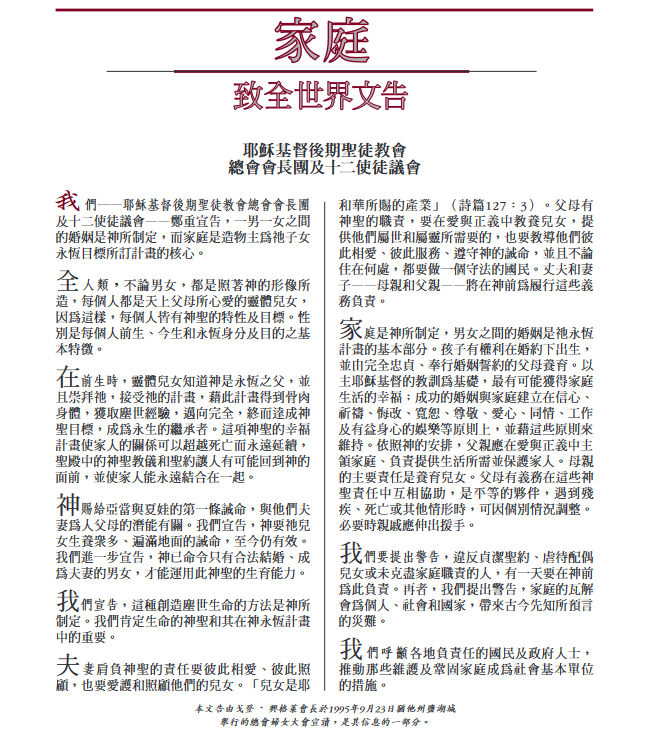 家庭
致全世界文告
耶穌基督後期聖徒教會
總會會長團及十二使徒議會
我們──耶穌基督後期聖徒教會總會會長團
及十二使徒議會──鄭重宣告，一男一女之間
的婚姻是神所制定，而家庭是造物主為祂子女
永恆目標所訂計畫的核心。
全人類，不論男女，都是照著神的形像所
造，每個人都是天上父母所心愛的靈體兒女，
因為這樣，每個人皆有神聖的特性及目標。性
別是每個人前生、今生和永恆身分及目的之基
本特徵。
在前生時，靈體兒女知道神是永恆之父，並
且崇拜祂，接受祂的計畫，藉此計畫得到骨肉
身體，獲取塵世經驗，邁向完全，終而達成神
聖目標，成為永生的繼承者。這項神聖的幸福
計畫使家人的關係可以超越死亡而永遠延續，
聖殿中的神聖教儀和聖約讓人有可能回到神的
面前，並使家人能永遠結合在一起。
神賜給亞當與夏娃的第一條誡命，與他們夫
妻為人父母的潛能有關。我們宣告，神要祂兒
女生養眾多、遍滿地面的誡命，至今仍有效。
我們進一步宣告，神已命令只有合法結婚、成
為夫妻的男女，才能運用此神聖的生育能力。
我們宣告，這種創造塵世生命的方法是神所
制定。我們肯定生命的神聖和其在神永恆計畫
中的重要。
夫妻肩負神聖的責任要彼此相愛、彼此照
顧，也要愛護和照顧他們的兒女。「兒女是耶
和華所賜的產業」（詩篇127：3）。父母有
神聖的職責，要在愛與正義中教養兒女，提
供他們屬世和屬靈所需要的，也要教導他們彼
此相愛、彼此服務、遵守神的誡命，並且不論
住在何處，都要做一個守法的國民。丈夫和妻
子──母親和父親──將在神前為履行這些義
務負責。
家庭是神所制定，男女之間的婚姻是祂永恆
計畫的基本部分。孩子有權利在婚約下出生，
並由完全忠貞、奉行婚姻誓約的父母養育。以
主耶穌基督的教訓為基礎，最有可能獲得家庭
生活的幸福；成功的婚姻與家庭建立在信心、
祈禱、悔改、寬恕、尊敬、愛心、同情、工作
及有益身心的娛樂等原則上，並藉這些原則來
維持。依照神的安排，父親應在愛與正義中主
領家庭、負責提供生活所需並保護家人。母親
的主要責任是養育兒女。父母有義務在這些神
聖責任中互相協助，是平等的夥伴，遇到殘
疾、死亡或其他情形時，可因個別情況調整。
必要時親戚應伸出援手。
我們要提出警告，違反貞潔聖約、虐待配偶
兒女或未克盡家庭職責的人，有一天要在神前
為此負責。再者，我們提出警告，家庭的瓦解
會為個人、社會和國家，帶來古今先知所預言
的災難。
我們呼籲各地負責任的國民及政府人士，
推動那些維護及鞏固家庭成為社會基本單位
的措施。
本文告由戈登‧興格萊會長於1995年9月23日猶他州鹽湖城
舉行的總會婦女大會宣讀，是其信息的一部分。